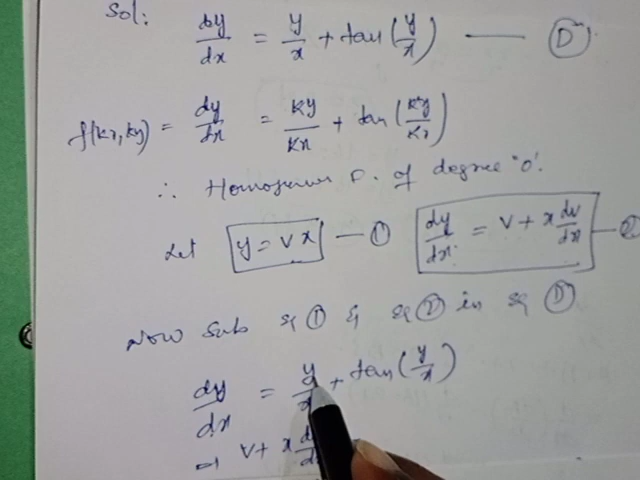 Sol: dy/dx = y/x + tan(y/x) — (D)
f(kx, ky) = dy/dx = Ky/Kx + tan(Ky/Kx)
∴ Homogenous D. of degree "0".
Let y = vx — ① dy/dx = v + x dv/dx — ②
Now Sub eq ① & eq ② in eq (D)
dy/dx = y/x + tan(y/x)
⇒ v + x